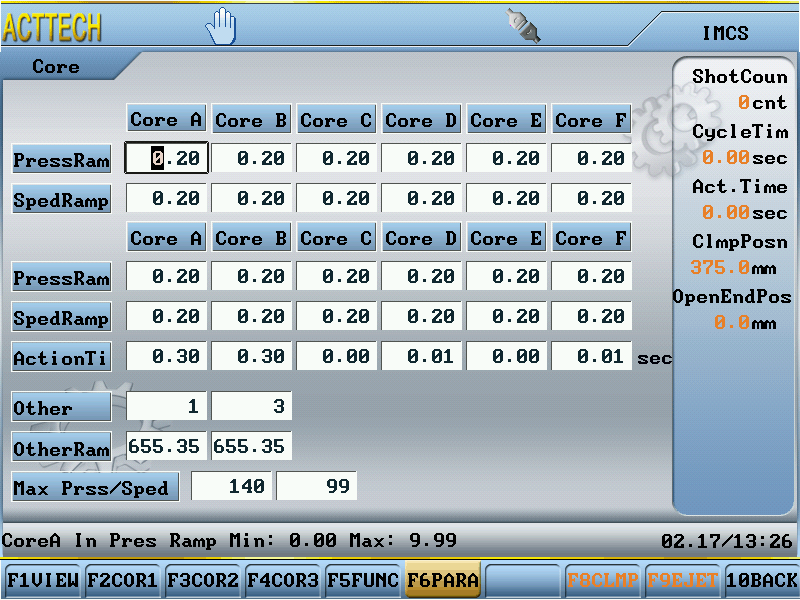 ACTTECH
IMCS
Core
ShotCoun
0cnt
CycleTim
0.00sec
Act.Time
0.00sec
ClmpPosn
375.0mm
OpenEndPos
0.0mm
Core A Core B Core C Core D Core E Core F
PressRam 0.20 0.20 0.20 0.20 0.20 0.20
SpedRamp 0.20 0.20 0.20 0.20 0.20 0.20
Core A Core B Core C Core D Core E Core F
PressRam 0.20 0.20 0.20 0.20 0.20 0.20
SpedRamp 0.20 0.20 0.20 0.20 0.20 0.20
ActionTi 0.30 0.30 0.00 0.01 0.00 0.01 sec
Other 1 3
OtherRam 655.35 655.35
Max Prss/Sped 140 99
CoreA In Pres Ramp Min: 0.00 Max: 9.99 02.17/13:26
F1VIEW F2COR1 F3COR2 F4COR3 F5FUNC F6PARA F8CLMP F9EJET 10BACK